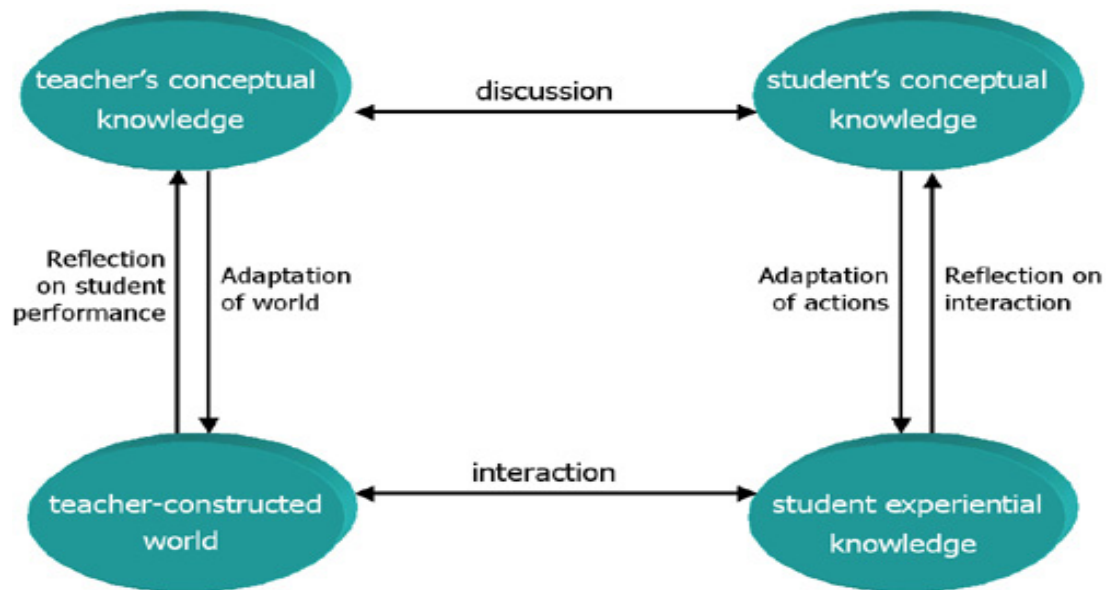 teacher's conceptual
knowledge
discussion
student's conceptual
knowledge
Reflection
on student
performance
Adaptation
of world
Adaptation
of actions
Reflection on
interaction
teacher-constructed
world
interaction
student experiential
knowledge